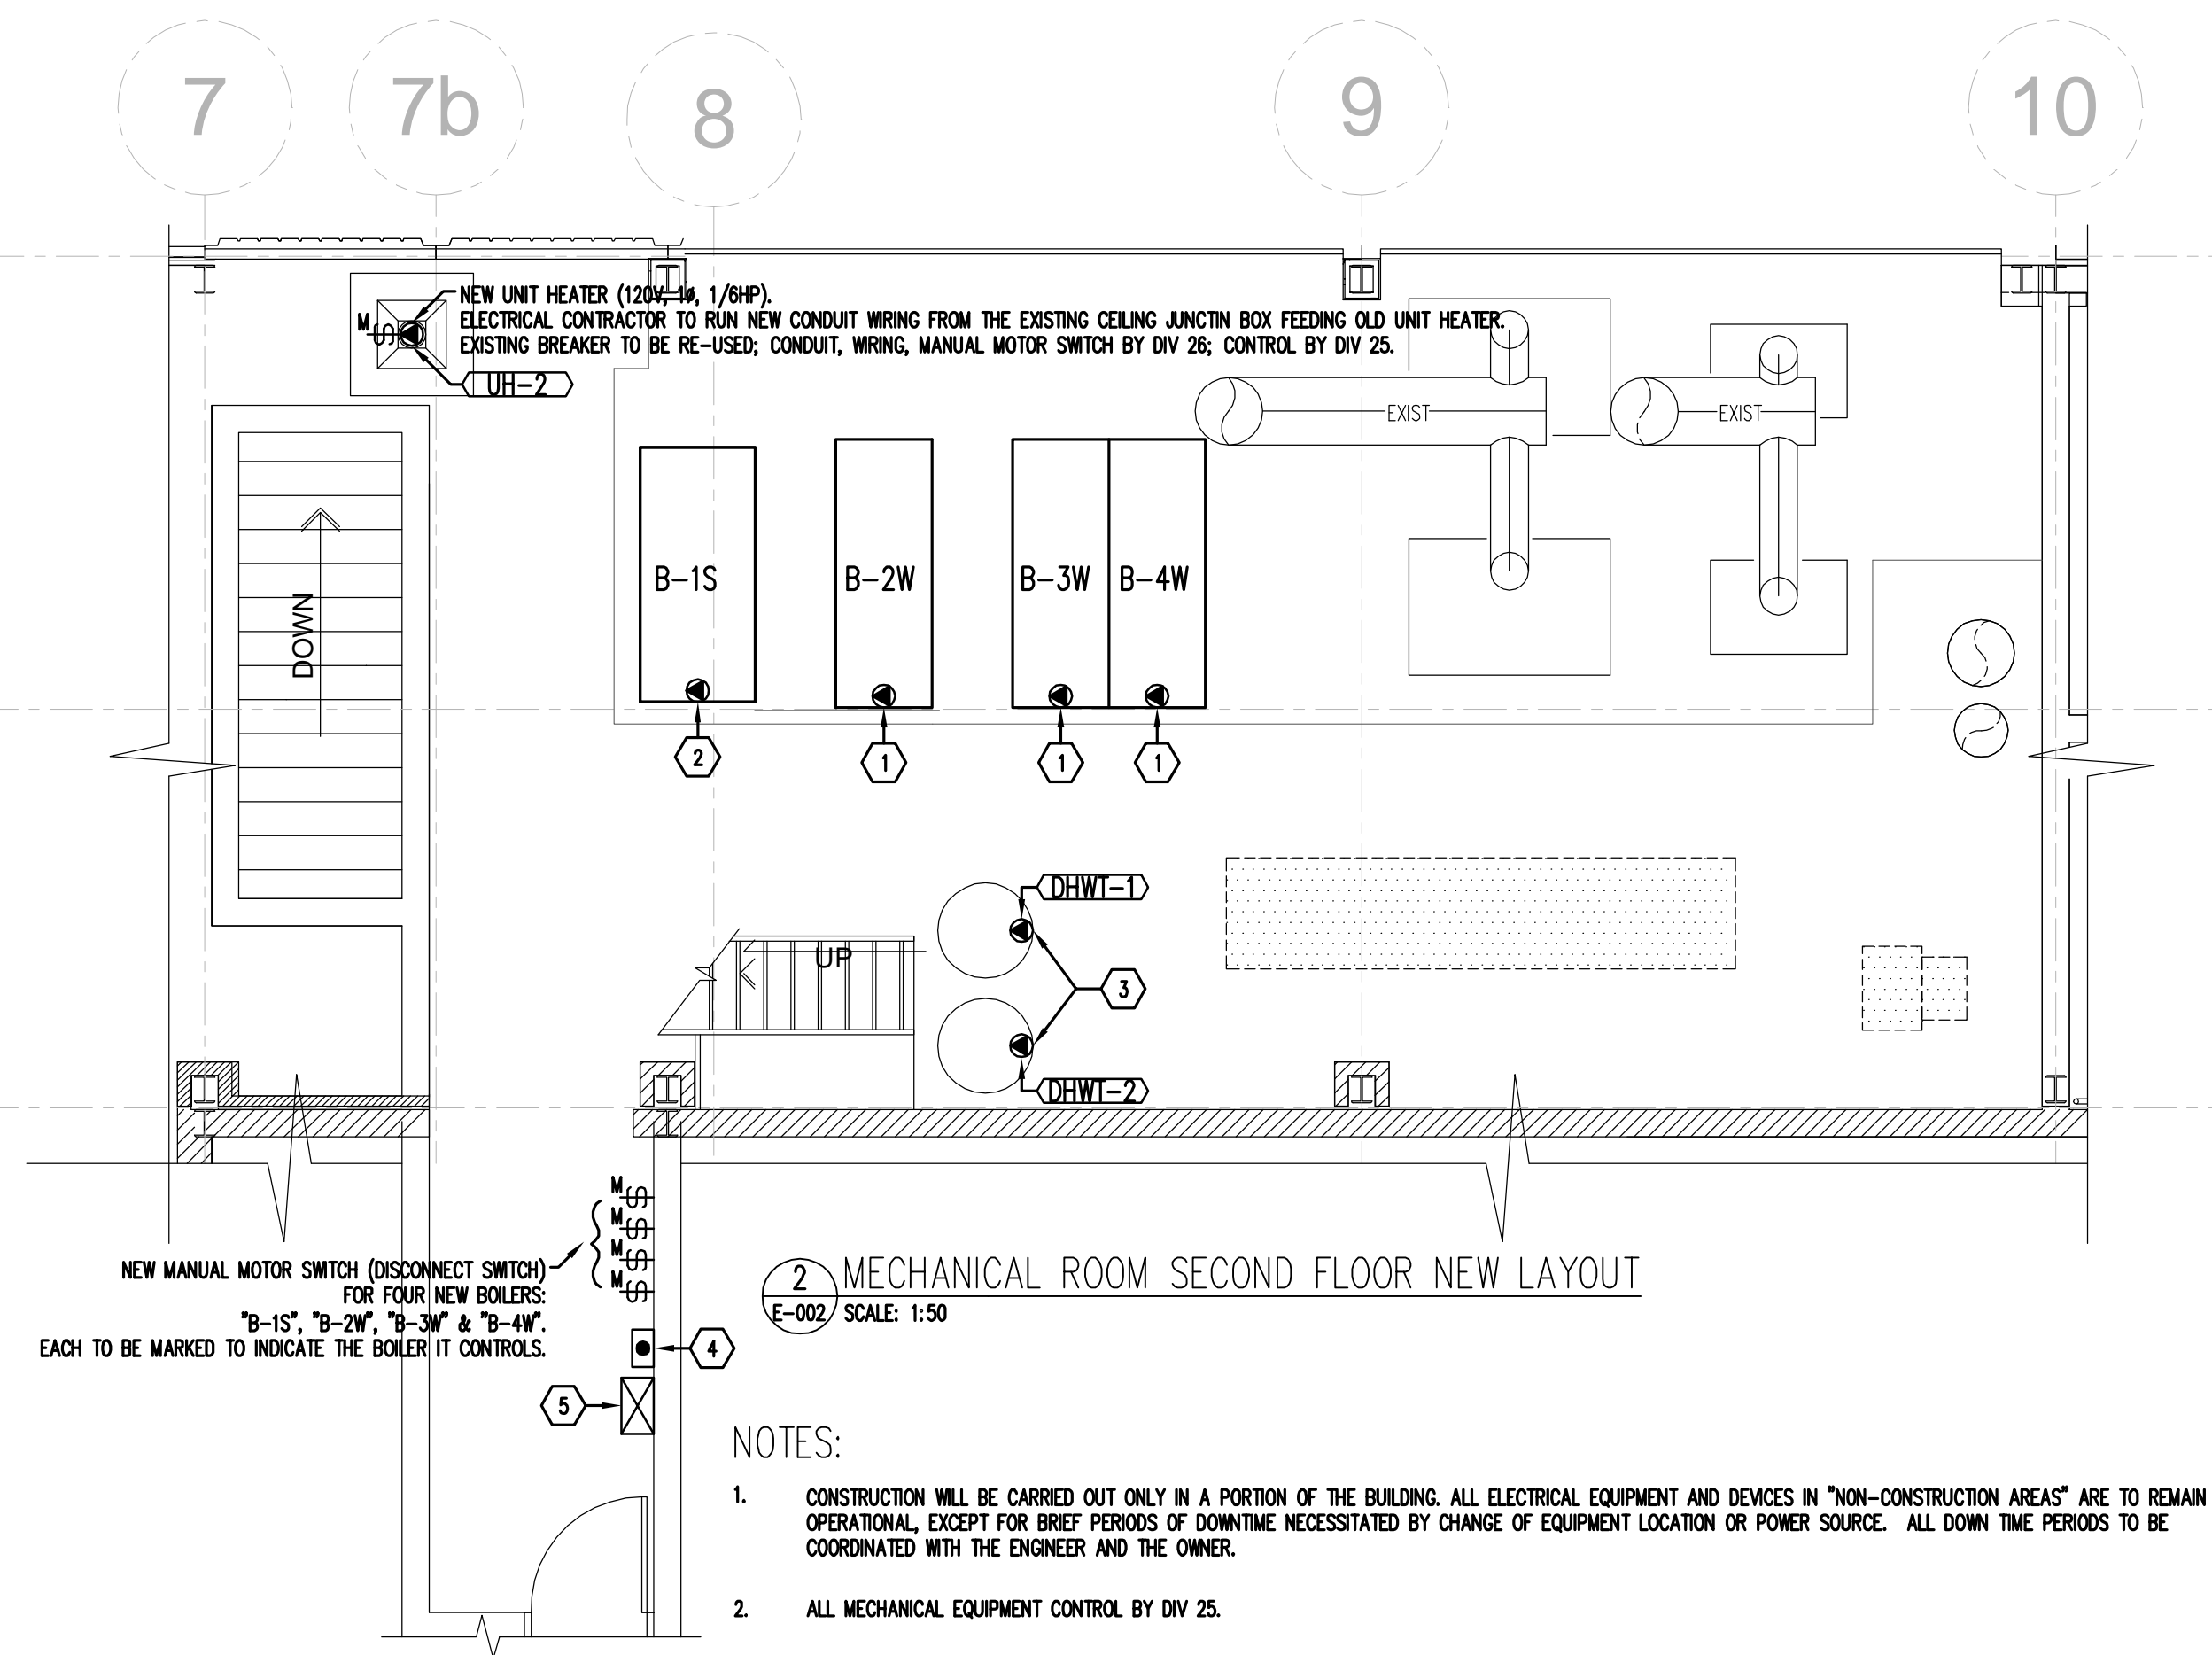 7
7b
8
9
10
NEW UNIT HEATER (120V, 1ø, 1/6HP).
ELECTRICAL CONTRACTOR TO RUN NEW CONDUIT WIRING FROM THE EXISTING CEILING JUNCTIN BOX FEEDING OLD UNIT HEATER.
EXISTING BREAKER TO BE RE-USED; CONDUIT, WIRING, MANUAL MOTOR SWITCH BY DIV 26; CONTROL BY DIV 25.
M
UH-2
EXIST
EXIST
DOWN
B-1S
B-2W
B-3W
B-4W
2
1
1
1
DHWT-1
UP
3
DHWT-2
M
M
M
M
NEW MANUAL MOTOR SWITCH (DISCONNECT SWITCH)
FOR FOUR NEW BOILERS:
"B-1S", "B-2W", "B-3W" & "B-4W".
EACH TO BE MARKED TO INDICATE THE BOILER IT CONTROLS.
2
E-002
MECHANICAL ROOM SECOND FLOOR NEW LAYOUT
SCALE: 1:50
4
5
NOTES:
1. CONSTRUCTION WILL BE CARRIED OUT ONLY IN A PORTION OF THE BUILDING. ALL ELECTRICAL EQUIPMENT AND DEVICES IN "NON-CONSTRUCTION AREAS" ARE TO REMAIN
OPERATIONAL, EXCEPT FOR BRIEF PERIODS OF DOWNTIME NECESSITATED BY CHANGE OF EQUIPMENT LOCATION OR POWER SOURCE. ALL DOWN TIME PERIODS TO BE
COORDINATED WITH THE ENGINEER AND THE OWNER.
2. ALL MECHANICAL EQUIPMENT CONTROL BY DIV 25.